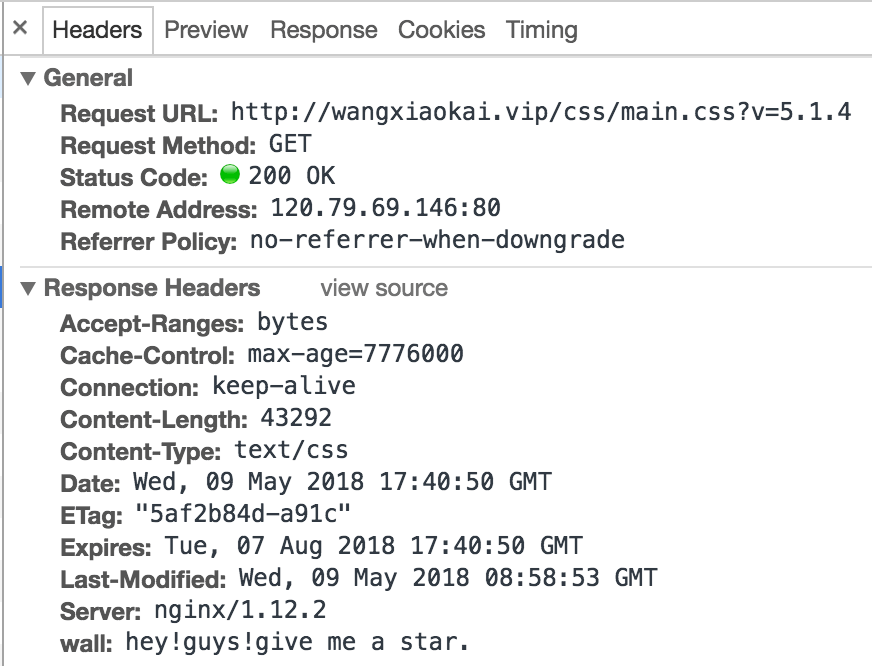 × Headers Preview Response Cookies Timing
▼ General
Request URL: http://wangxiaokai.vip/css/main.css?v=5.1.4
Request Method: GET
Status Code: 200 OK
Remote Address: 120.79.69.146:80
Referrer Policy: no-referrer-when-downgrade
▼ Response Headers view source
Accept-Ranges: bytes
Cache-Control: max-age=7776000
Connection: keep-alive
Content-Length: 43292
Content-Type: text/css
Date: Wed, 09 May 2018 17:40:50 GMT
ETag: "5af2b84d-a91c"
Expires: Tue, 07 Aug 2018 17:40:50 GMT
Last-Modified: Wed, 09 May 2018 08:58:53 GMT
Server: nginx/1.12.2
wall: hey!guys!give me a star.